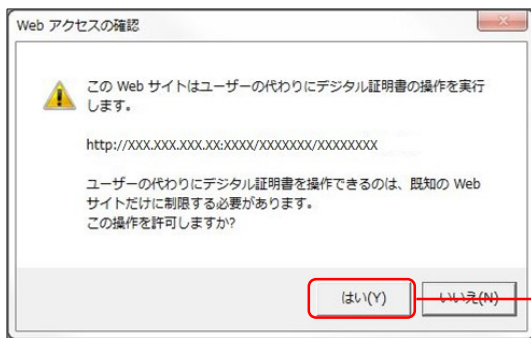 Web アクセスの確認
この Web サイトはユーザーの代わりにデジタル証明書の操作を実行
します。
http://XXX.XXX.XXX.XX:XXXX/XXXXXXX/XXXXXXXX
ユーザーの代わりにデジタル証明書を操作できるのは、既知の Web
サイトだけに制限する必要があります。
この操作を許可しますか?
はい(Y) いいえ(N)